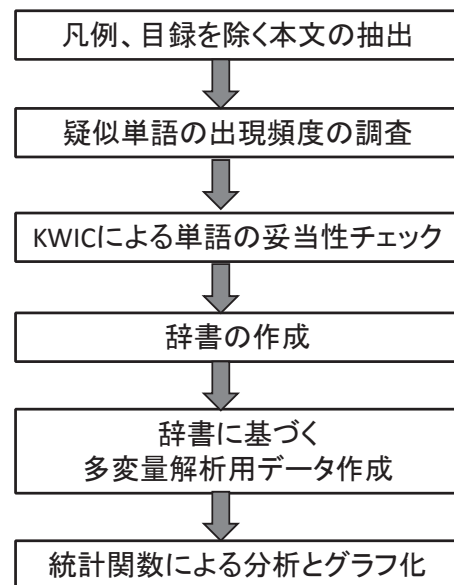 凡例、目録を除く本文の抽出
疑似単語の出現頻度の調査
KWICによる単語の妥当性チェック
辞書の作成
辞書に基づく
多変量解析用データ作成
統計関数による分析とグラフ化